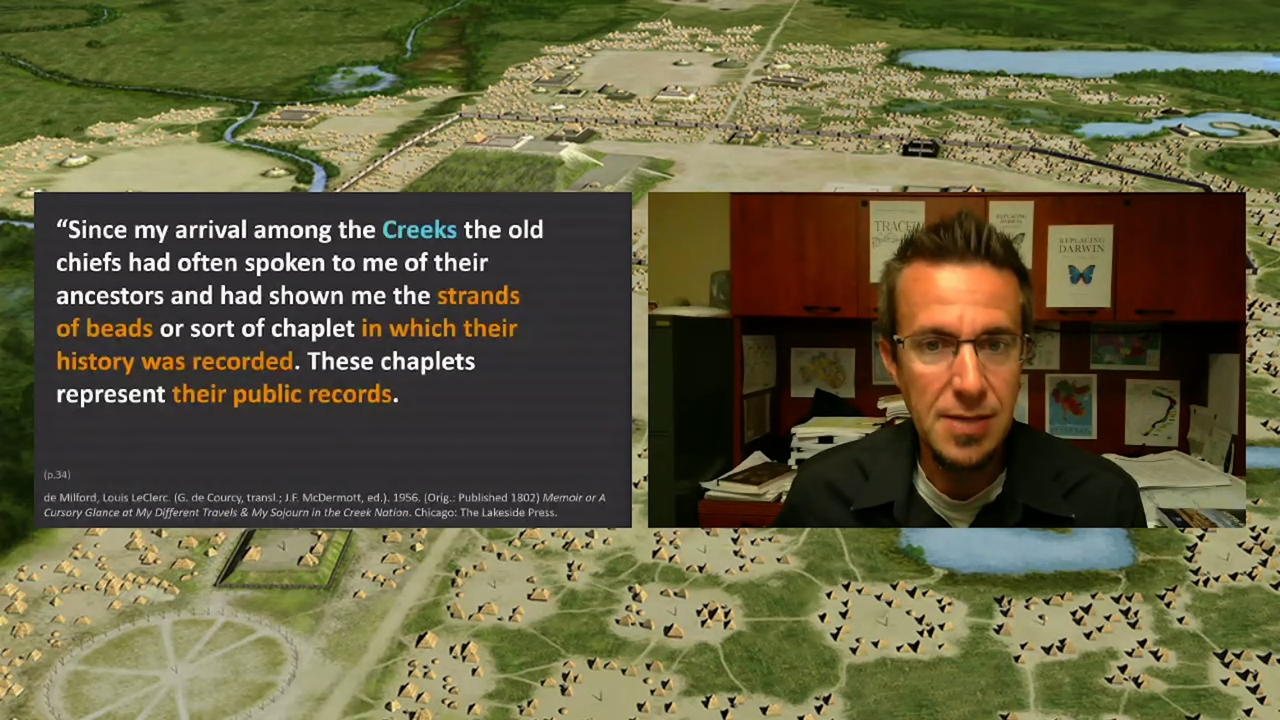 “Since my arrival among the Creeks the old
chiefs had often spoken to me of their
ancestors and had shown me the strands
of beads or sort of chaplet in which their
history was recorded. These chaplets
represent their public records.
(p.34)
de Milford, Louis LeClerc. (G. de Courcy, transl.; J.F. McDermott, ed.). 1956. (Orig.: Published 1802) Memoir or A
Cursory Glance at My Different Travels & My Sojourn in the Creek Nation. Chicago: The Lakeside Press.
REPLACING
DARWIN